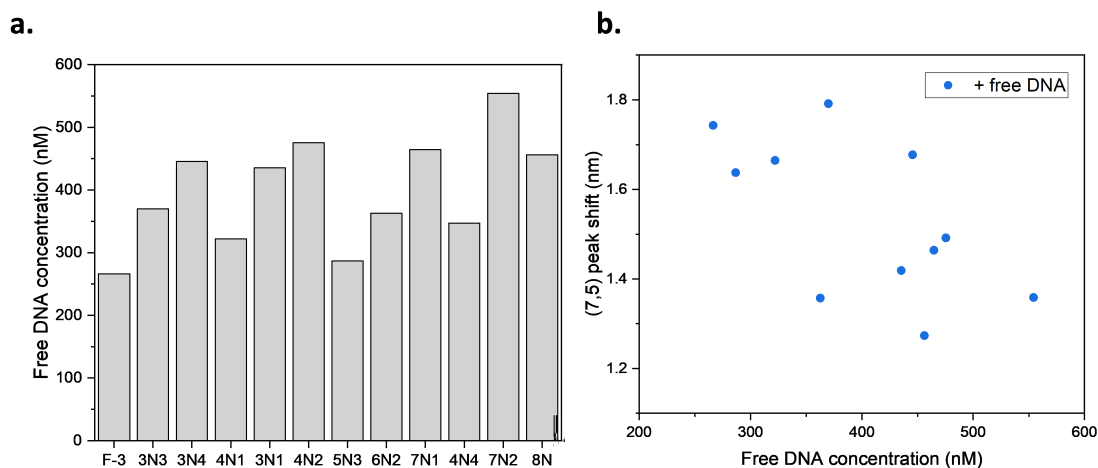 a.
Free DNA concentration (nM)
600
500
400
300
200
100
0
F-3 3N3 3N4 4N1 3N1 4N2 5N3 6N2 7N1 4N4 7N2 8N
b.
(7,5) peak shift (nm)
+ free DNA
1.8
1.6
1.4
1.2
200 300 400 500 600
Free DNA concentration (nM)